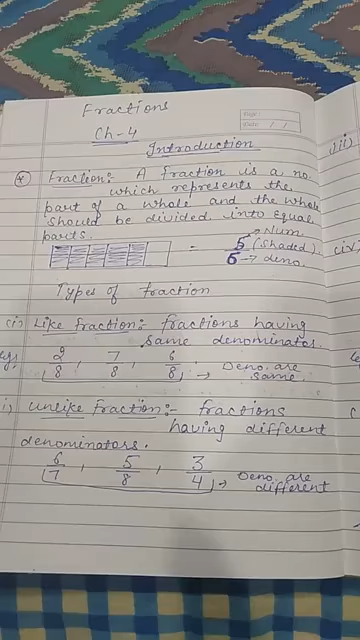 Fractions
Page:
Date: / /
Ch-4
Introduction
(iii)
* Fraction:- A fraction is a no.
which represents the
part of a whole and the whole
should be divided into equal
parts.
= 5 → Num (shaded)
6 → deno
(iv)
Types of fraction
(i) Like fraction:- fractions having
same denominator.
eg: 2/8, 7/8, 6/8 → Deno. are
same.
i) unlike fraction:- fractions
having different
denominators.
6/7, 5/8, 3/4 → Deno. are
different